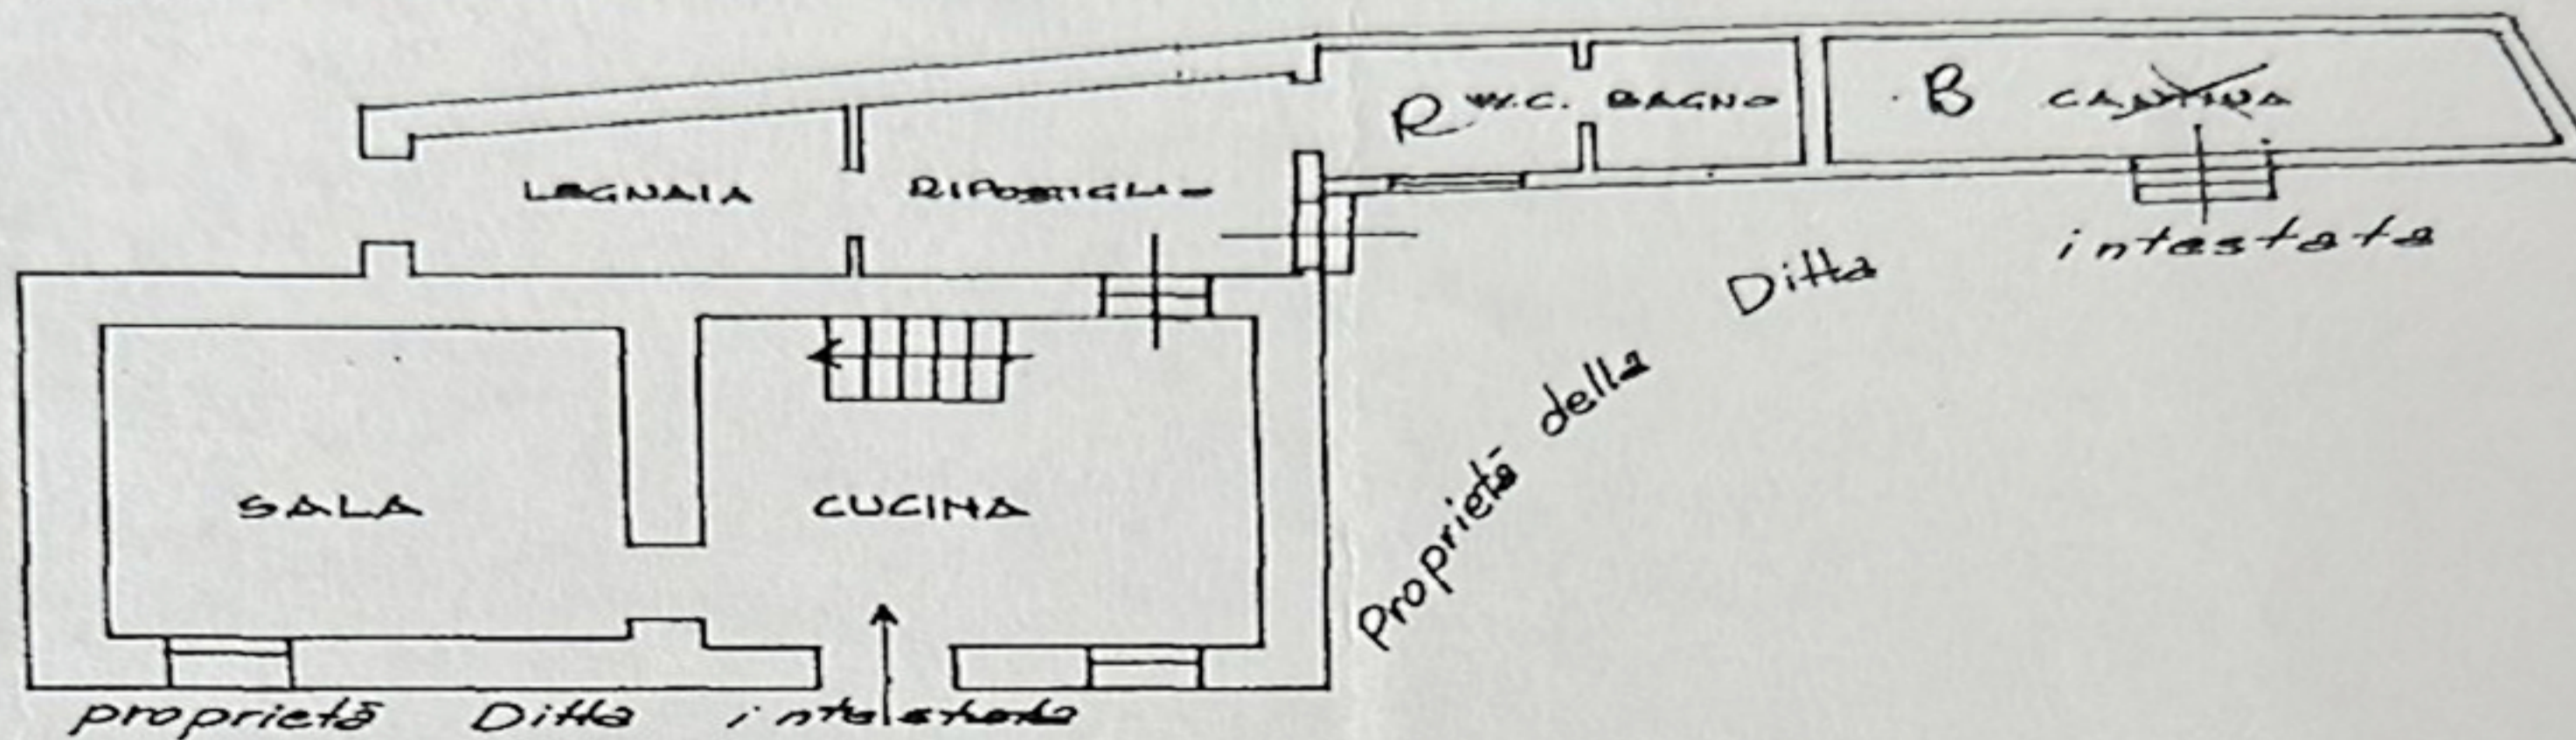 R W.C. BAGNO
B CANTINA
LEGNAIA RIPOSTIGLIO
SALA
CUCINA
Proprietà della Ditta intestata
proprietà Ditta intestata